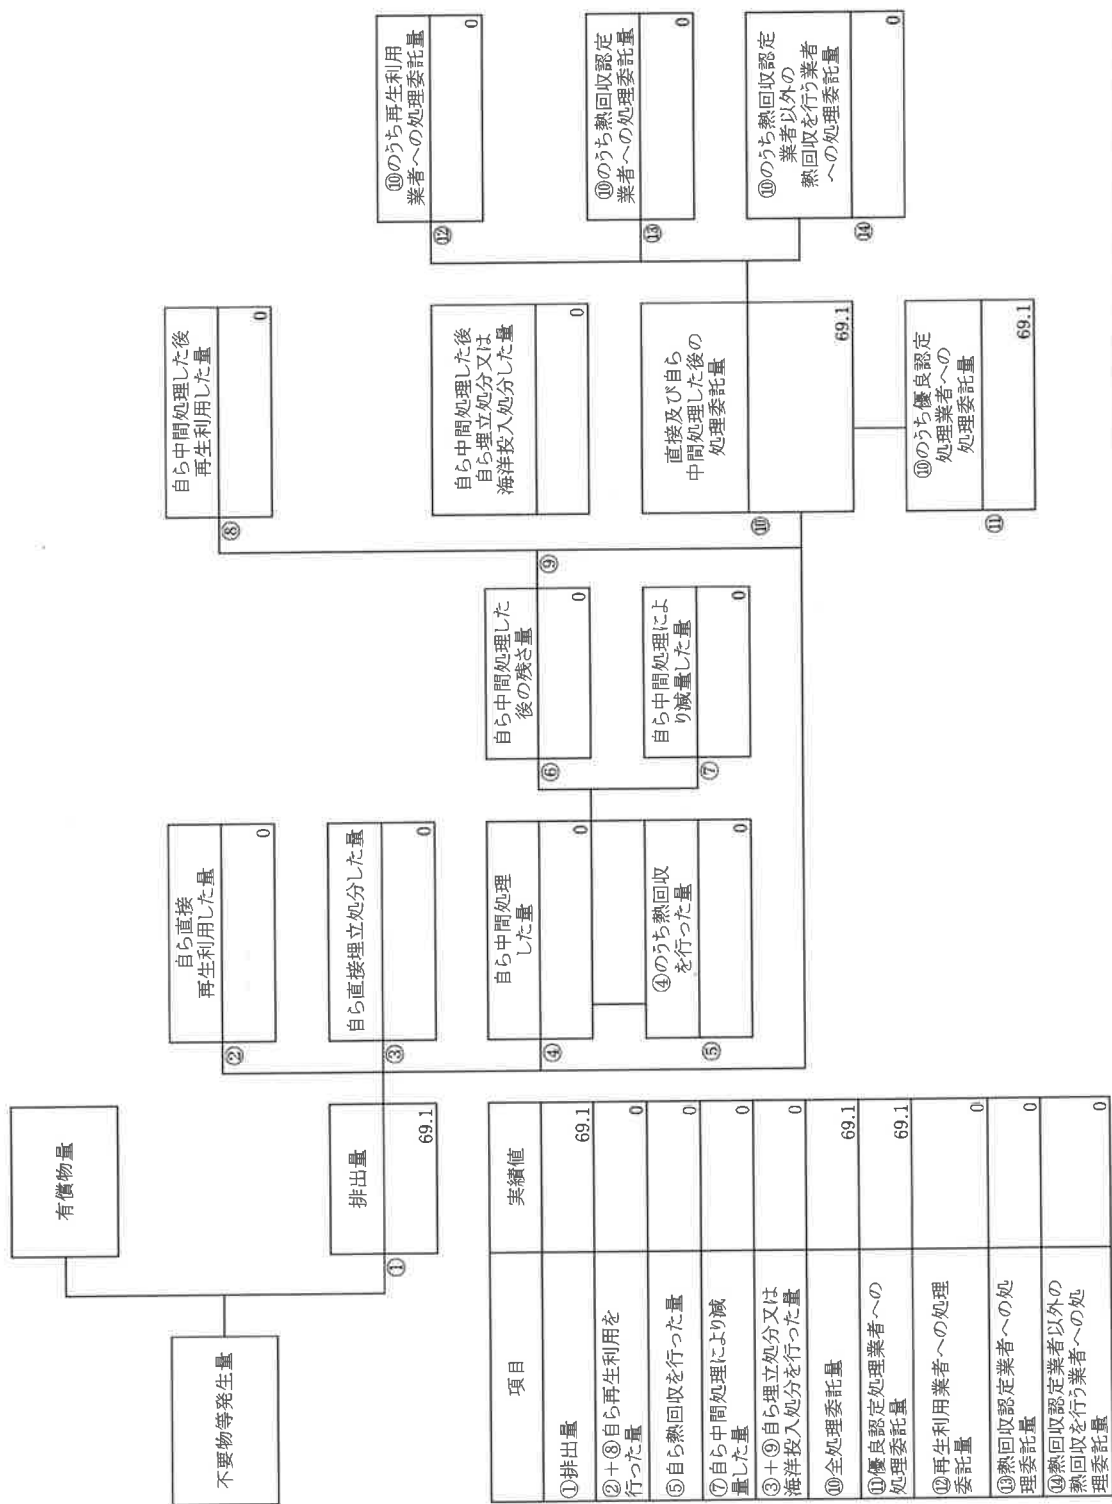 不要物等発生量
有償物量
①
排出量
69.1
②
自ら直接
再生利用した量
0
③
自ら直接埋立処分した量
0
④
自ら中間処理
した量
0
⑤
④のうち熱回収
を行った量
0
⑥
自ら中間処理した
後の残さ量
0
⑦
自ら中間処理によ
り減量した量
0
⑧
自ら中間処理した後
再生利用した量
0
⑨
自ら中間処理した後
自ら埋立処分又は
海洋投入処分した量
0
⑩
直接及び自ら
中間処理した後の
処理委託量
69.1
⑪
⑩のうち優良認定
処理業者への
処理委託量
69.1
⑫
⑩のうち再生利用
業者への処理委託量
0
⑬
⑩のうち熱回収認定
業者への処理委託量
0
⑭
⑩のうち熱回収認定
業者以外の
熱回収を行う業者
への処理委託量
0
項目
実績値
①排出量
69.1
②+⑧自ら再生利用を
行った量
0
⑤自ら熱回収を行った量
0
⑦自ら中間処理により減
量した量
0
③+⑨自ら埋立処分又は
海洋投入処分を行った量
0
⑩全処理委託量
69.1
⑪優良認定処理業者への
処理委託量
69.1
⑫再生利用業者への処理
委託量
0
⑬熱回収認定業者への処
理委託量
0
⑭熱回収認定業者以外の
熱回収を行う業者への処
理委託量
0